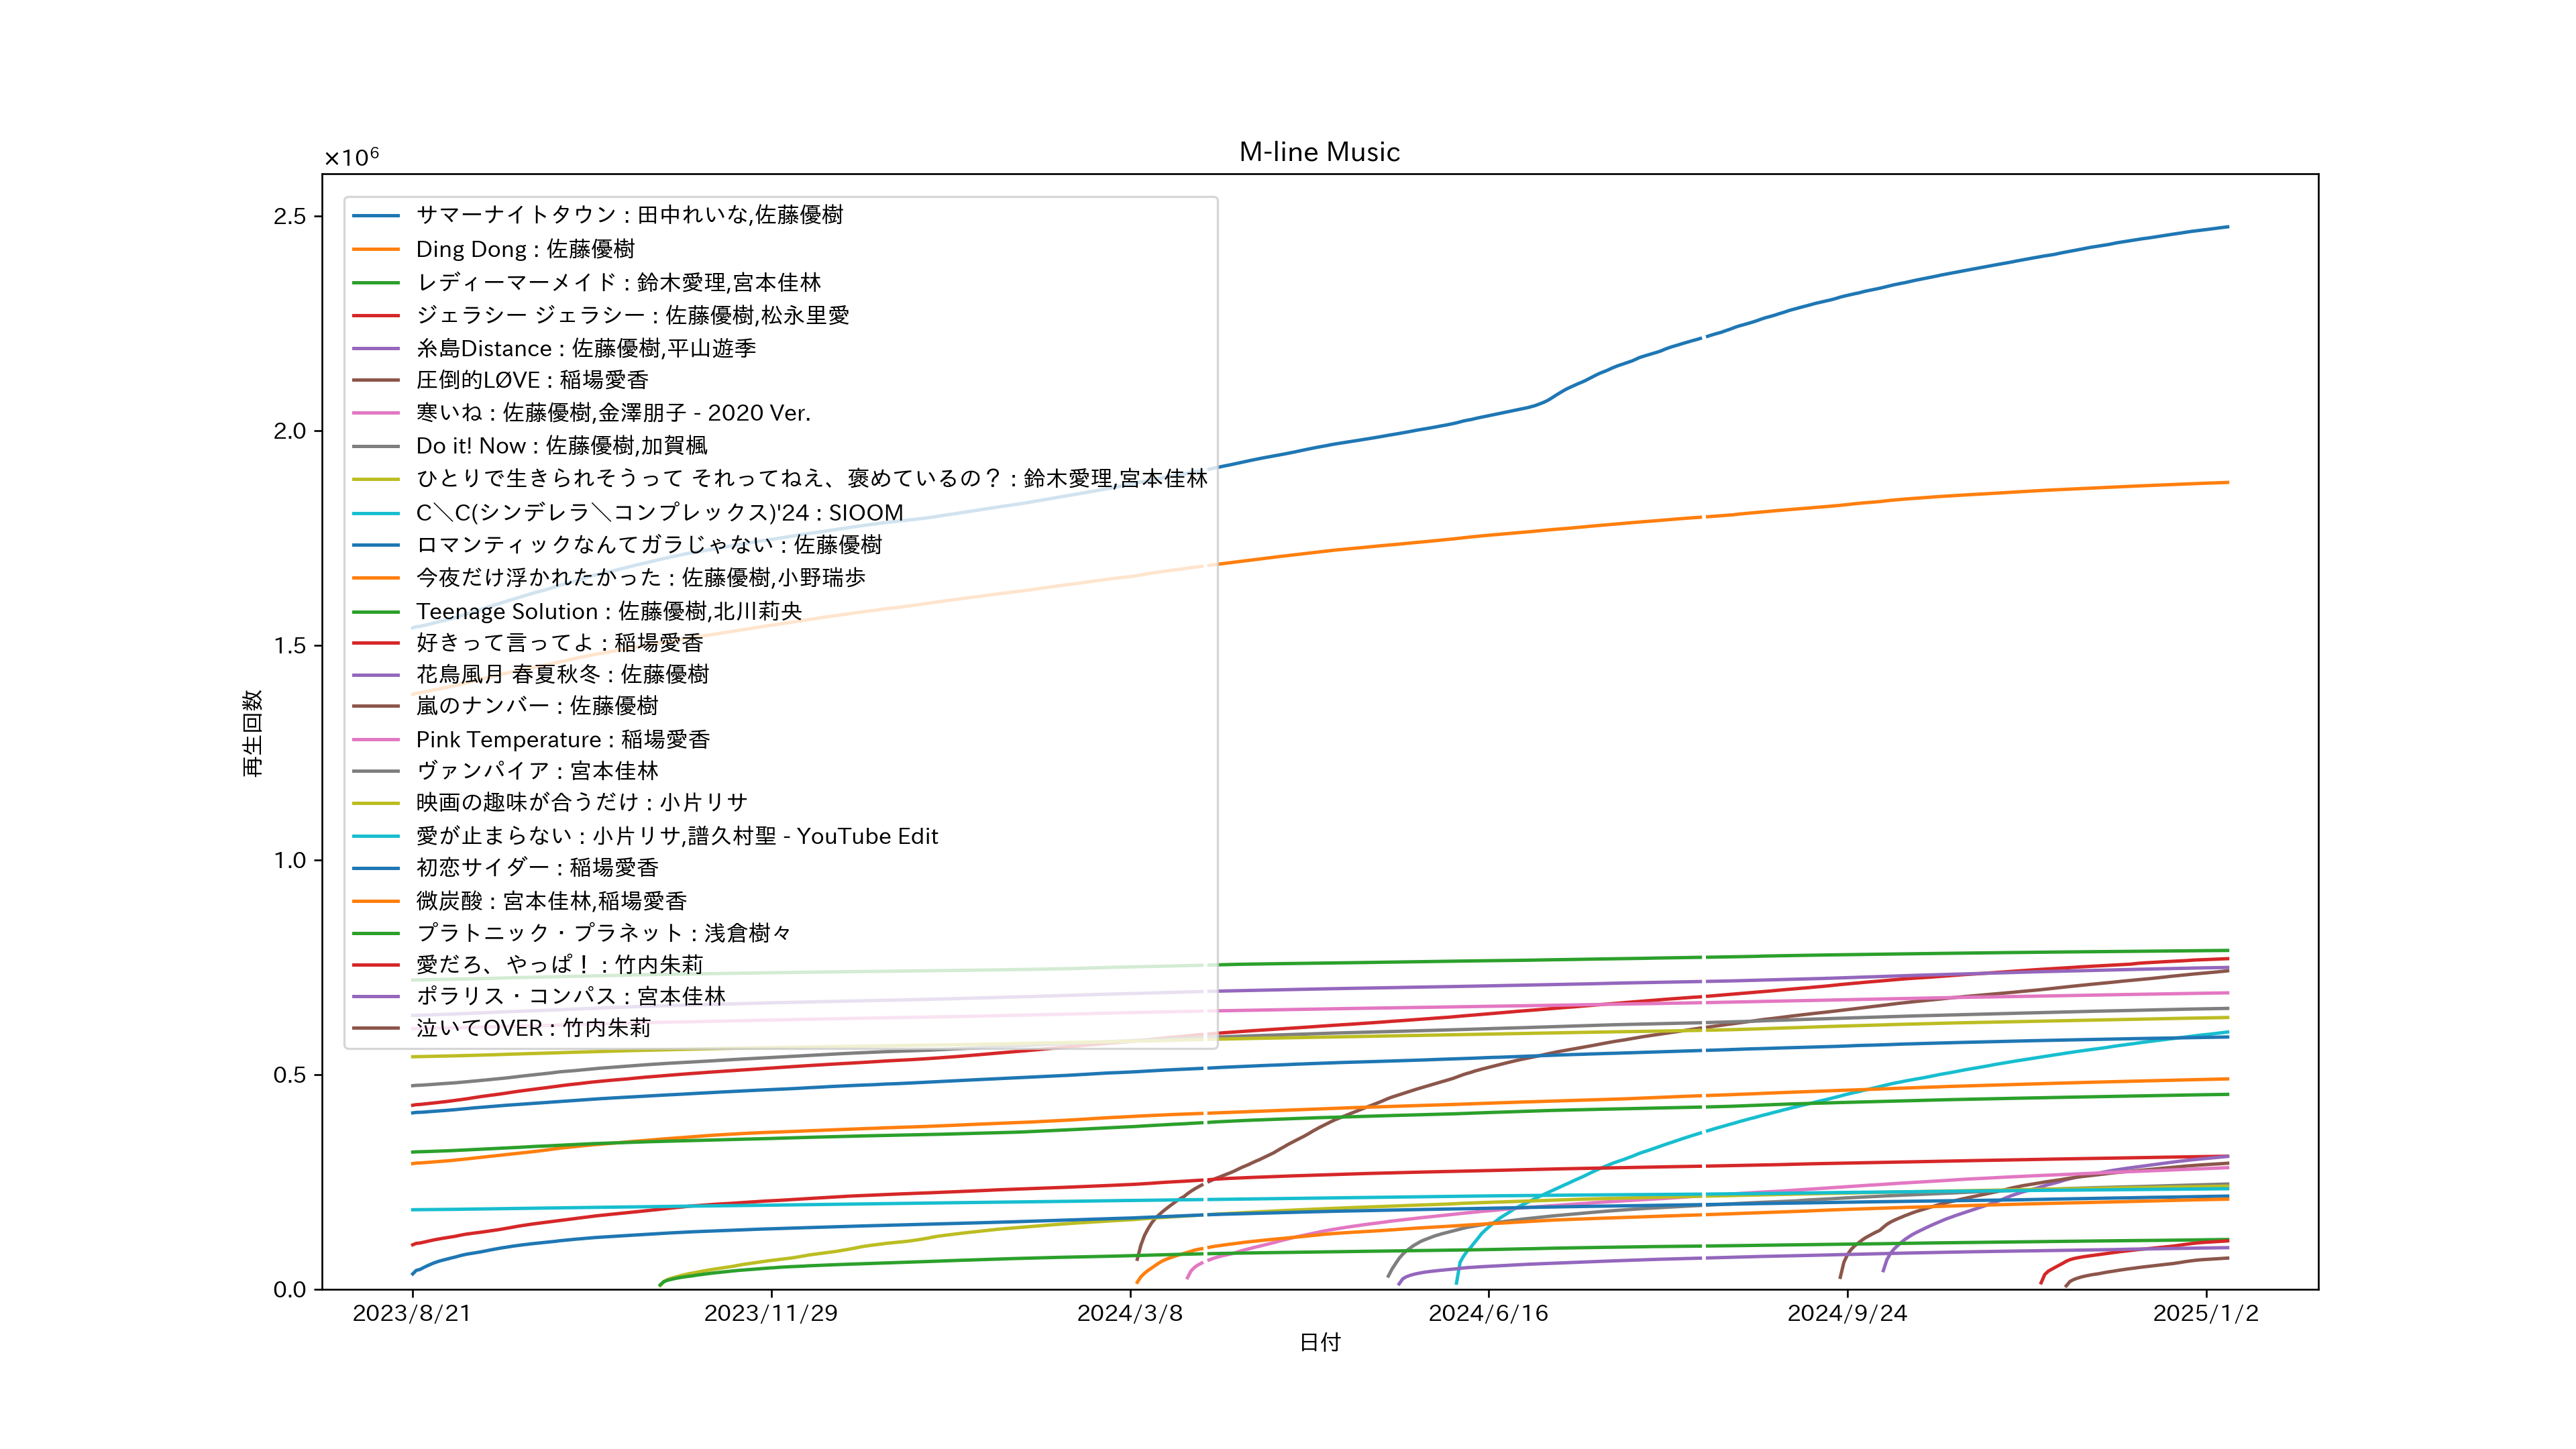 M-line Music
×10⁶
2.5
2.0
1.5
1.0
0.5
0.0
再生回数
サマーナイトタウン : 田中れいな,佐藤優樹
Ding Dong : 佐藤優樹
レディーマーメイド : 鈴木愛理,宮本佳林
ジェラシー ジェラシー : 佐藤優樹,松永里愛
糸島Distance : 佐藤優樹,平山遊季
圧倒的LØVE : 稲場愛香
寒いね : 佐藤優樹,金澤朋子 - 2020 Ver.
Do it! Now : 佐藤優樹,加賀楓
ひとりで生きられそうって それってねえ、褒めているの？ : 鈴木愛理,宮本佳林
C＼C(シンデレラ＼コンプレックス)'24 : SIOOM
ロマンティックなんてガラじゃない : 佐藤優樹
今夜だけ浮かれたかった : 佐藤優樹,小野瑞歩
Teenage Solution : 佐藤優樹,北川莉央
好きって言ってよ : 稲場愛香
花鳥風月 春夏秋冬 : 佐藤優樹
嵐のナンバー : 佐藤優樹
Pink Temperature : 稲場愛香
ヴァンパイア : 宮本佳林
映画の趣味が合うだけ : 小片リサ
愛が止まらない : 小片リサ,譜久村聖 - YouTube Edit
初恋サイダー : 稲場愛香
微炭酸 : 宮本佳林,稲場愛香
プラトニック・プラネット : 浅倉樹々
愛だろ、やっぱ！ : 竹内朱莉
ポラリス・コンパス : 宮本佳林
泣いてOVER : 竹内朱莉
2023/8/21
2023/11/29
2024/3/8
2024/6/16
2024/9/24
2025/1/2
日付